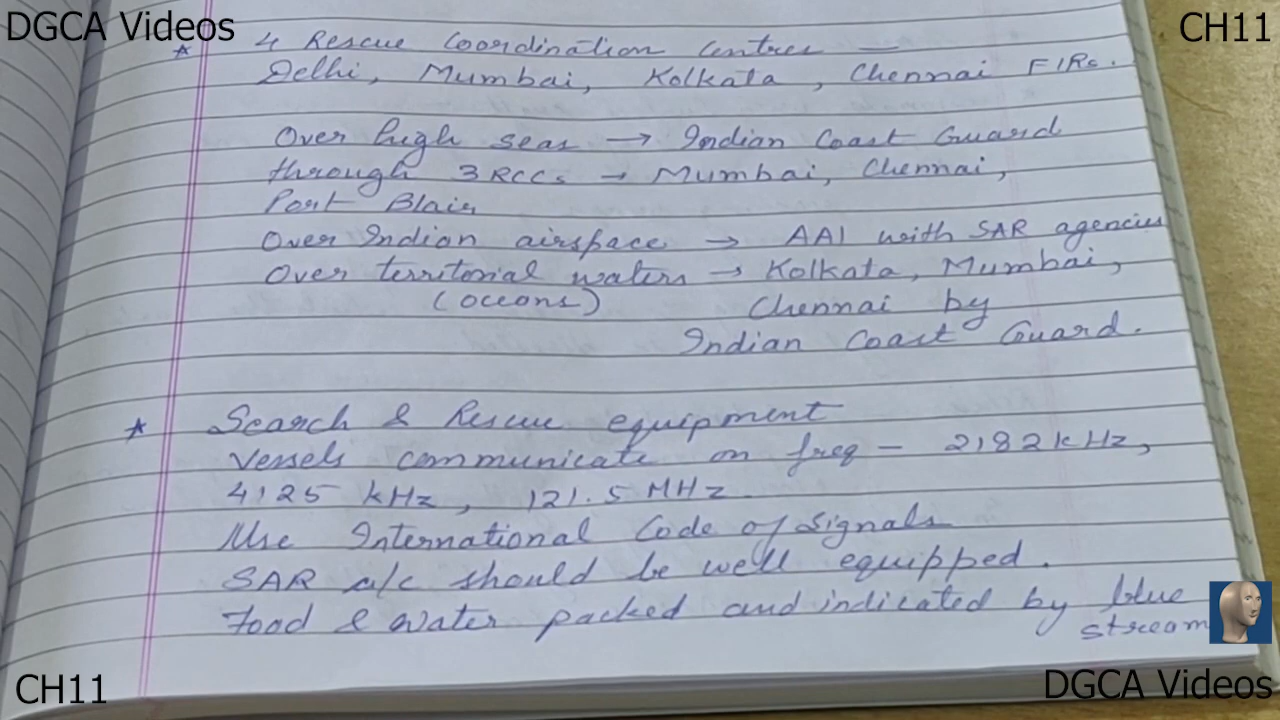 DGCA Videos
CH11
* 4 Rescue Coordination Centres —
Delhi, Mumbai, Kolkata, Chennai FIRs.
Over high seas → Indian Coast Guard
through 3 RCCs → Mumbai, Chennai,
Port Blair
Over Indian airspace → AAI with SAR agencies
Over territorial waters → Kolkata, Mumbai,
(oceons) Chennai by
Indian Coast Guard.
* Search & Rescue equipment
Vessels communicate on freq – 2182 kHz,
4125 kHz, 121.5 MHz
Use International Code of Signals
SAR a/c should be well equipped.
Food & Water packed and indicated by blue
stream
CH11
DGCA Videos